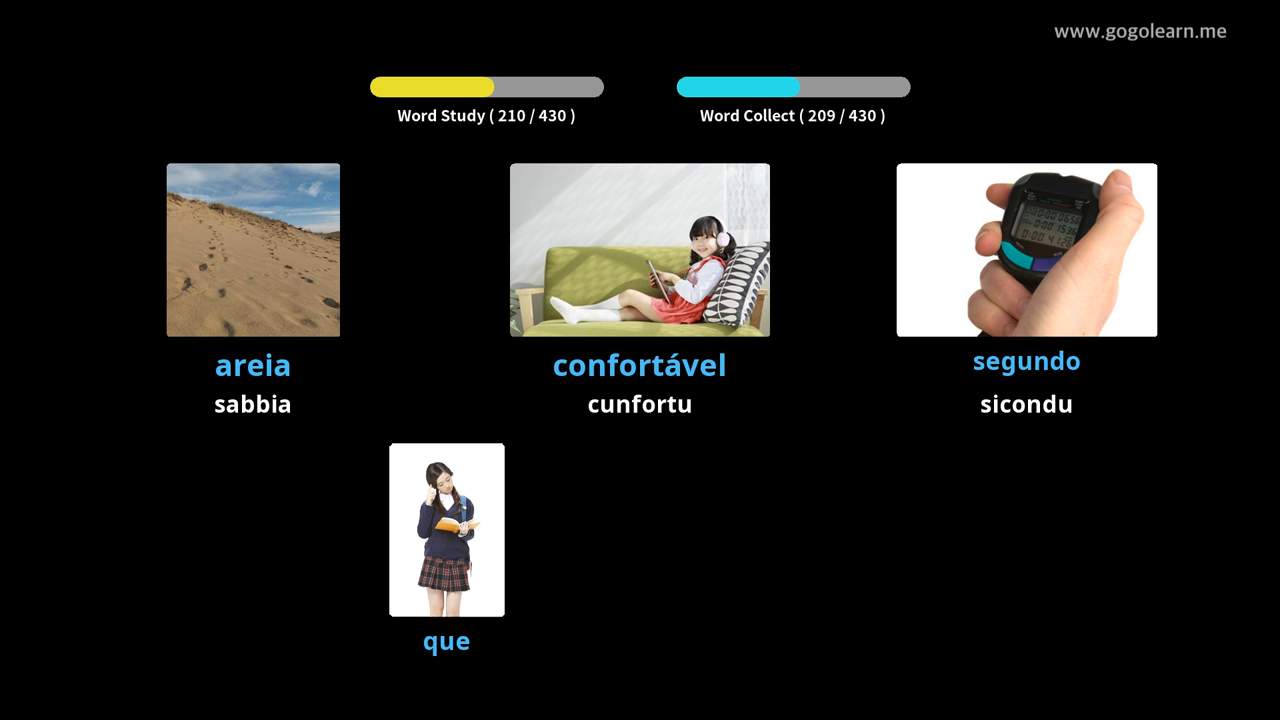 www.gogolearn.me
Word Study ( 210 / 430 )
Word Collect ( 209 / 430 )
areia
sabbia
confortável
cunfortu
segundo
sicondu
que